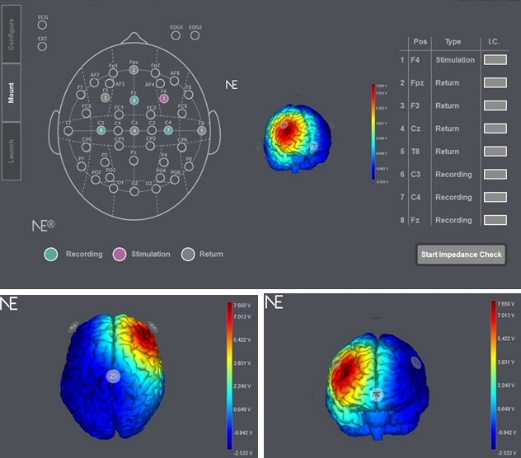 Configure
Mount
Launch
ECG
EXT
EOG1 EOG2
Fpz
Fp1
AF7
AF3
AF4
AF8
F7
F3
Fz
F4
F8
FC5
FC1
FC2
FC6
T7
C3
C1
Cz
C2
C4
T8
CP5
CP1
CP2
CP6
P7
P3
Pz
P4
P8
PO7
PO3
PO4
PO8
O1
Oz
O2
NE®
Recording Stimulation Return
NE
Pos Type I.C.
1 F4 Stimulation
2 Fpz Return
3 F3 Return
4 Cz Return
5 T8 Return
6 C3 Recording
7 C4 Recording
8 Fz Recording
Start Impedance Check
NE
7.650 V
7.013 V
5.422 V
3.831 V
2.240 V
0.649 V
-0.942 V
-2.533 V
NE
7.650 V
7.013 V
5.422 V
3.831 V
2.240 V
0.649 V
-0.942 V
-2.533 V